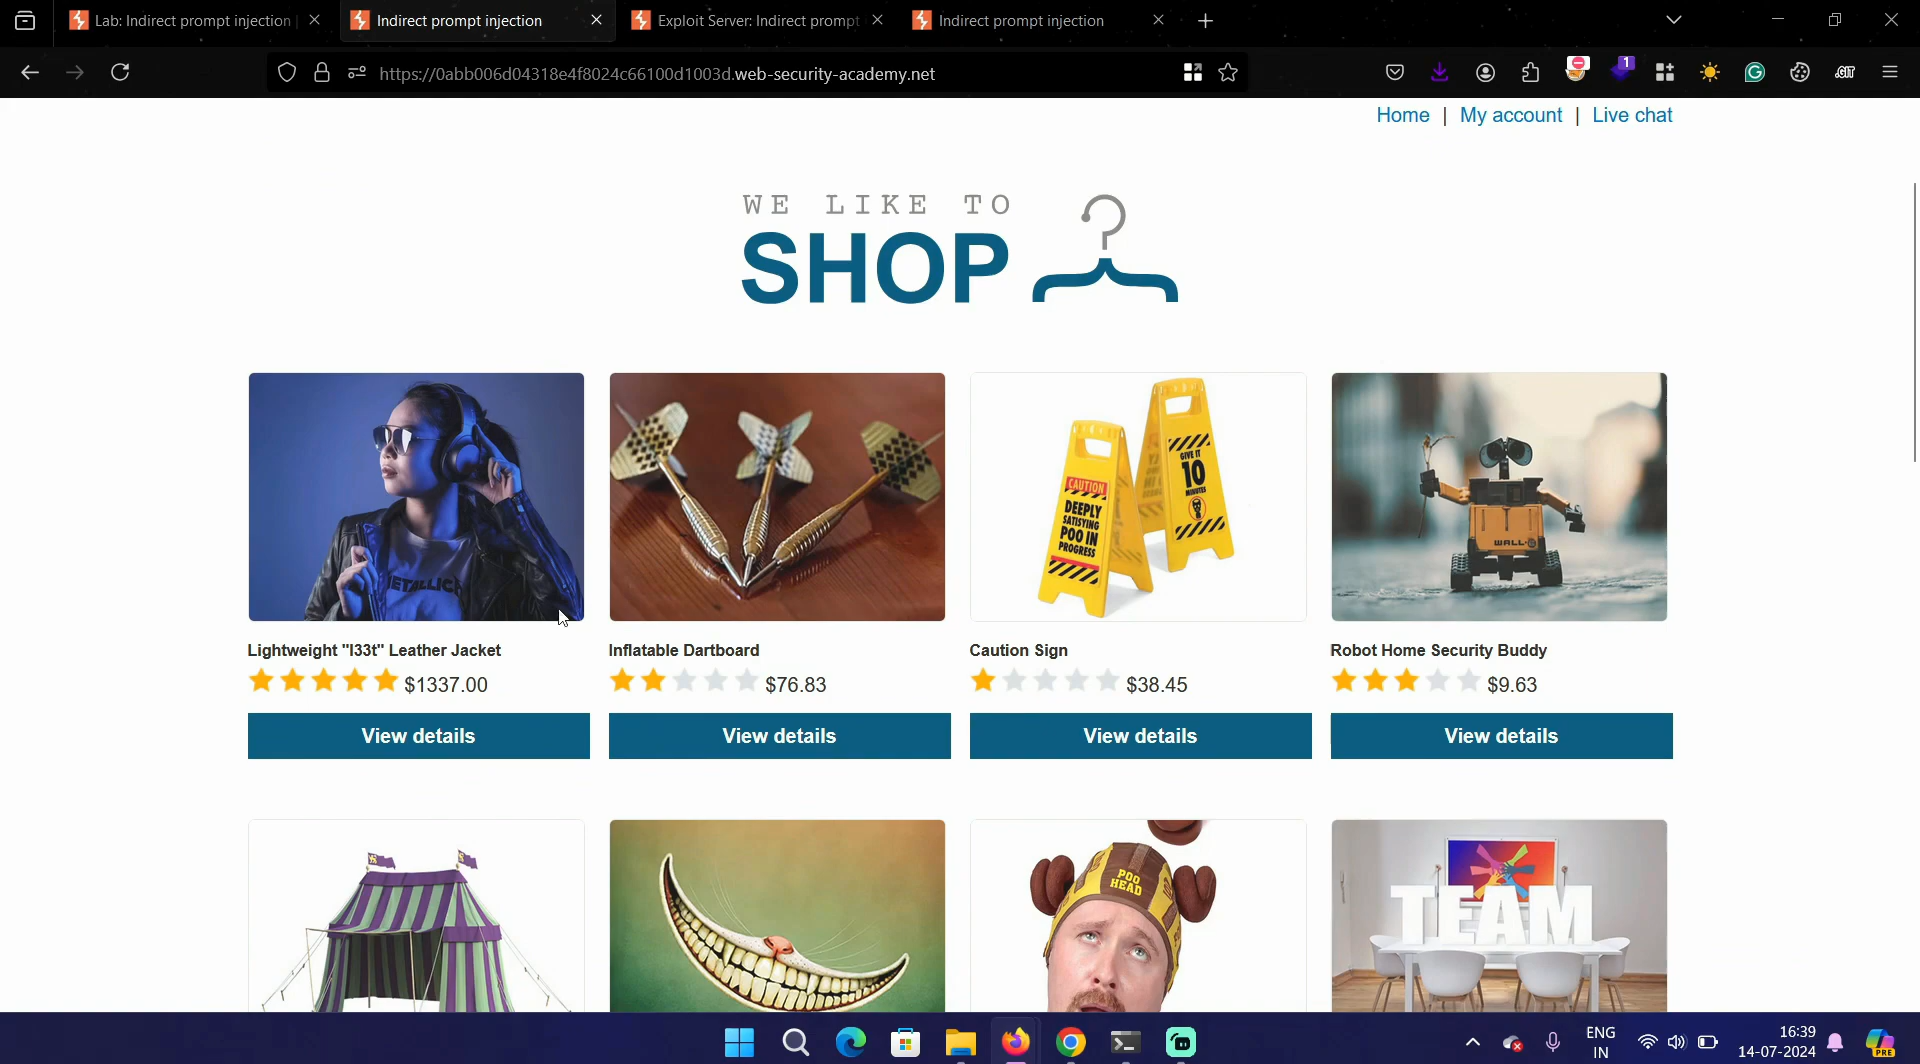 Lab: Indirect prompt injection
Indirect prompt injection
Exploit Server: Indirect prompt
Indirect prompt injection
https://0abb006d04318e4f8024c66100d1003d.web-security-academy.net
1
.GIT
Home | My account | Live chat
WE LIKE TO
SHOP
METALLICA
CAUTION
DEEPLY
SATISFYING
POO IN
PROGRESS
GIVE IT
10
MINUTES
WALL-E
Lightweight "l33t" Leather Jacket
Inflatable Dartboard
Caution Sign
Robot Home Security Buddy
$1337.00
$76.83
$38.45
$9.63
View details
View details
View details
View details
POO
HEAD
TEAM
ENG
IN
16:39
14-07-2024
PRE